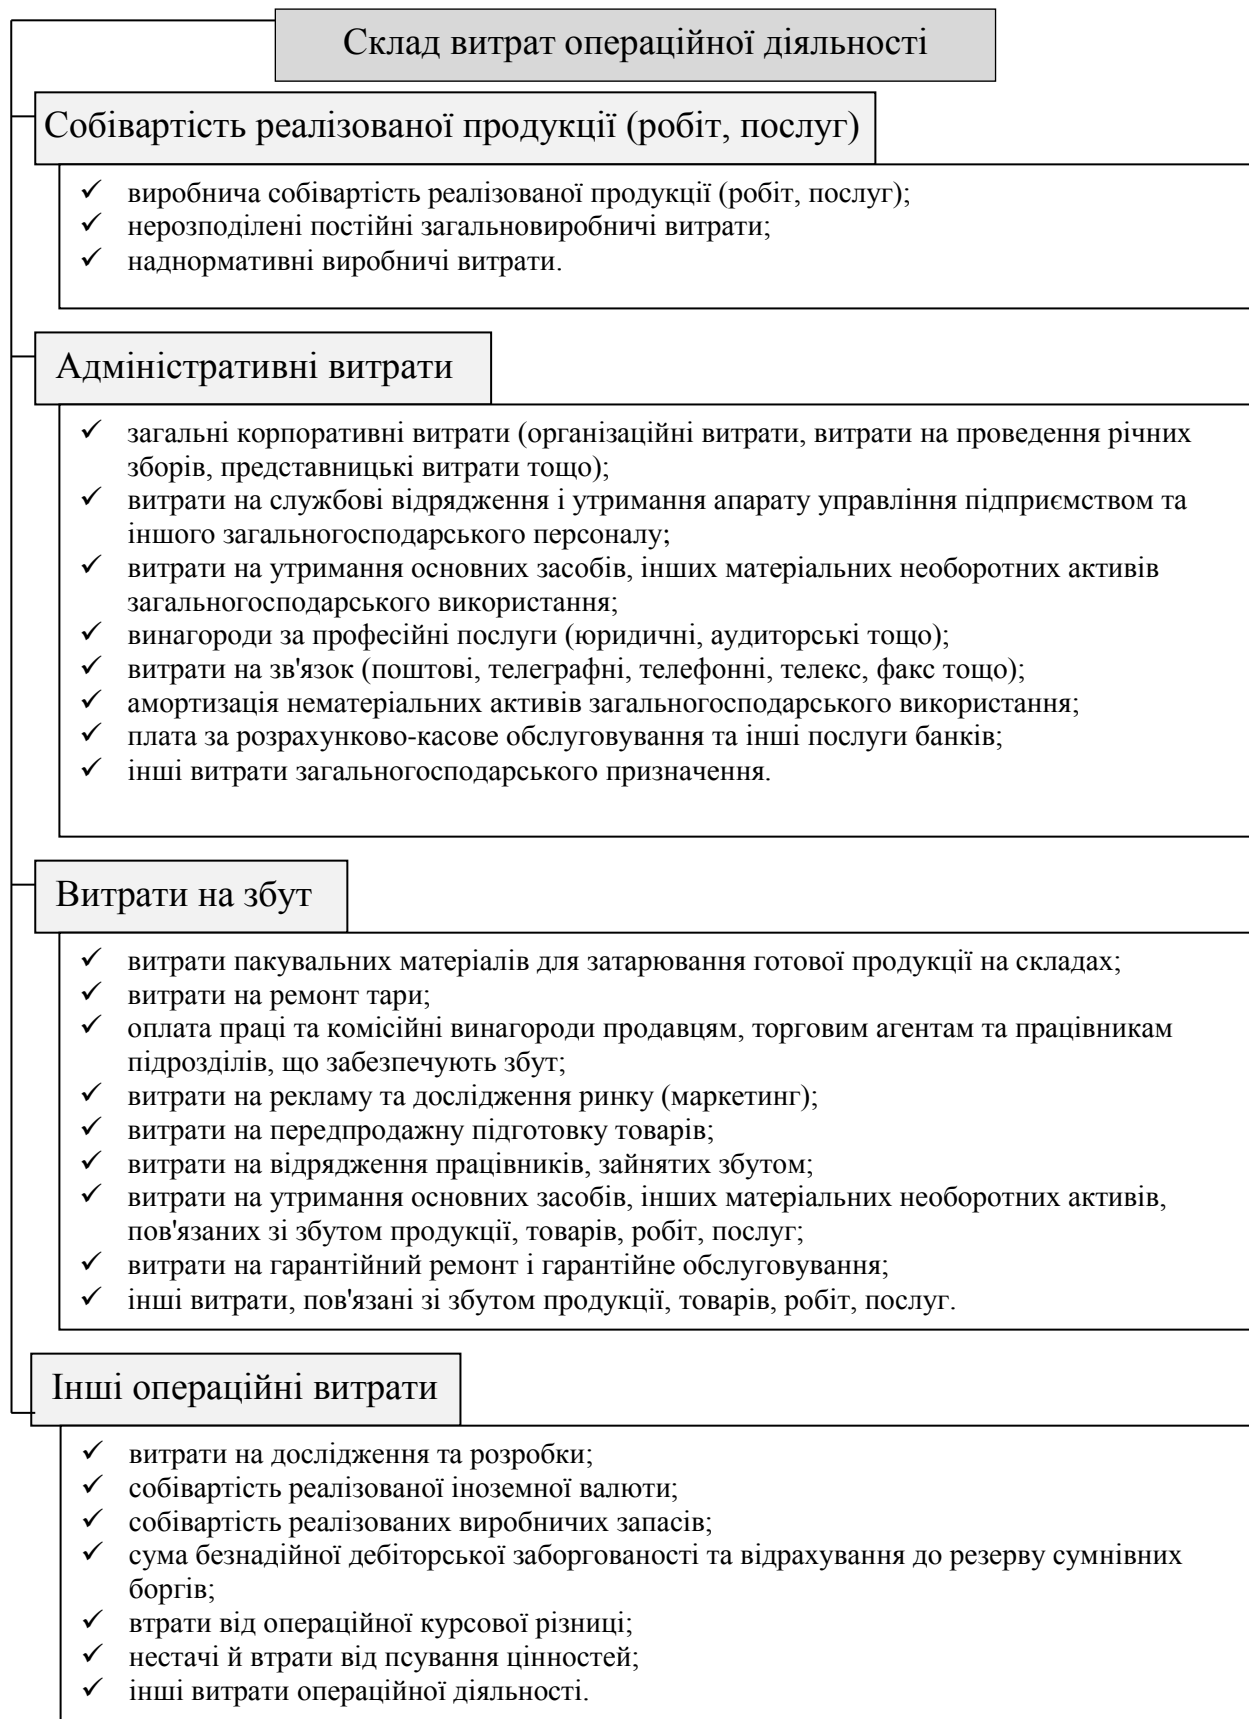 Склад витрат операційної діяльності
Собівартість реалізованої продукції (робіт, послуг)
✓ виробнича собівартість реалізованої продукції (робіт, послуг);
✓ нерозподілені постійні загальновиробничі витрати;
✓ наднормативні виробничі витрати.
Адміністративні витрати
✓ загальні корпоративні витрати (організаційні витрати, витрати на проведення річних
зборів, представницькі витрати тощо);
✓ витрати на службові відрядження і утримання апарату управління підприємством та
іншого загальногосподарського персоналу;
✓ витрати на утримання основних засобів, інших матеріальних необоротних активів
загальногосподарського використання;
✓ винагороди за професійні послуги (юридичні, аудиторські тощо);
✓ витрати на зв'язок (поштові, телеграфні, телефонні, телекс, факс тощо);
✓ амортизація нематеріальних активів загальногосподарського використання;
✓ плата за розрахунково-касове обслуговування та інші послуги банків;
✓ інші витрати загальногосподарського призначення.
Витрати на збут
✓ витрати пакувальних матеріалів для затарювання готової продукції на складах;
✓ витрати на ремонт тари;
✓ оплата праці та комісійні винагороди продавцям, торговим агентам та працівникам
підрозділів, що забезпечують збут;
✓ витрати на рекламу та дослідження ринку (маркетинг);
✓ витрати на передпродажну підготовку товарів;
✓ витрати на відрядження працівників, зайнятих збутом;
✓ витрати на утримання основних засобів, інших матеріальних необоротних активів,
пов'язаних зі збутом продукції, товарів, робіт, послуг;
✓ витрати на гарантійний ремонт і гарантійне обслуговування;
✓ інші витрати, пов'язані зі збутом продукції, товарів, робіт, послуг.
Інші операційні витрати
✓ витрати на дослідження та розробки;
✓ собівартість реалізованої іноземної валюти;
✓ собівартість реалізованих виробничих запасів;
✓ сума безнадійної дебіторської заборгованості та відрахування до резерву сумнівних
боргів;
✓ втрати від операційної курсової різниці;
✓ нестачі й втрати від псування цінностей;
✓ інші витрати операційної діяльності.